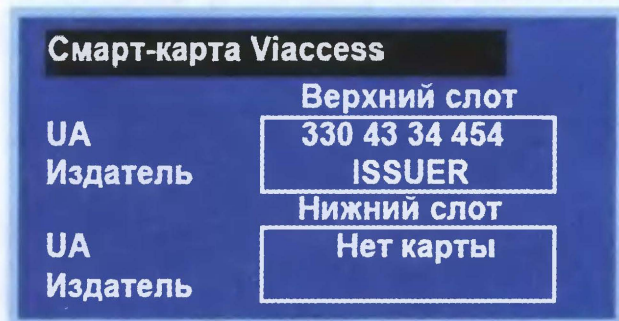 Смарт-карта Viaccess
Верхний слот
UA 330 43 34 454
Издатель ISSUER
Нижний слот
UA Нет карты
Издатель